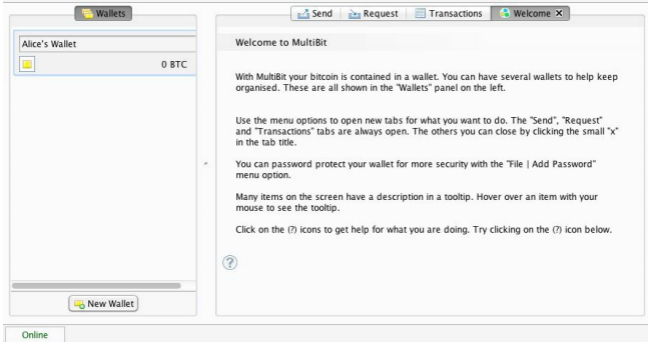 Wallets
Send Request Transactions Welcome X
Alice's Wallet
0 BTC
Welcome to MultiBit
With MultiBit your bitcoin is contained in a wallet. You can have several wallets to help keep
organised. These are all shown in the "Wallets" panel on the left.
Use the menu options to open new tabs for what you want to do. The "Send", "Request"
and "Transactions" tabs are always open. The others you can close by clicking the small "x"
in the tab title.
You can password protect your wallet for more security with the "File | Add Password"
menu option.
Many items on the screen have a description in a tooltip. Hover over an item with your
mouse to see the tooltip.
Click on the (?) icons to get help for what you are doing. Try clicking on the (?) icon below.
?
New Wallet
Online